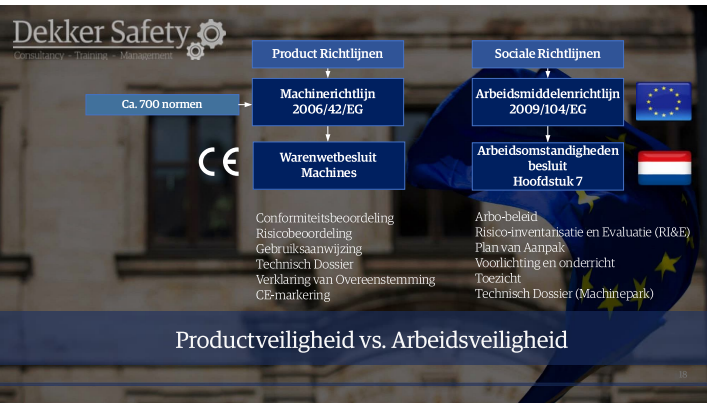 Dekker Safety
Consultancy – Training – Management
Product Richtlijnen
Sociale Richtlijnen
Ca. 700 normen
Machinerichtlijn
2006/42/EG
Arbeidsmiddelenrichtlijn
2009/104/EG
CE
Warenwetbesluit
Machines
Arbeidsomstandigheden
besluit
Hoofdstuk 7
Conformiteitsbeoordeling
Risicobeoordeling
Gebruiksaanwijzing
Technisch Dossier
Verklaring van Overeenstemming
CE-markering
Arbo-beleid
Risico-inventarisatie en Evaluatie (RI&E)
Plan van Aanpak
Voorlichting en onderricht
Toezicht
Technisch Dossier (Machinepark)
Productveiligheid vs. Arbeidsveiligheid
18